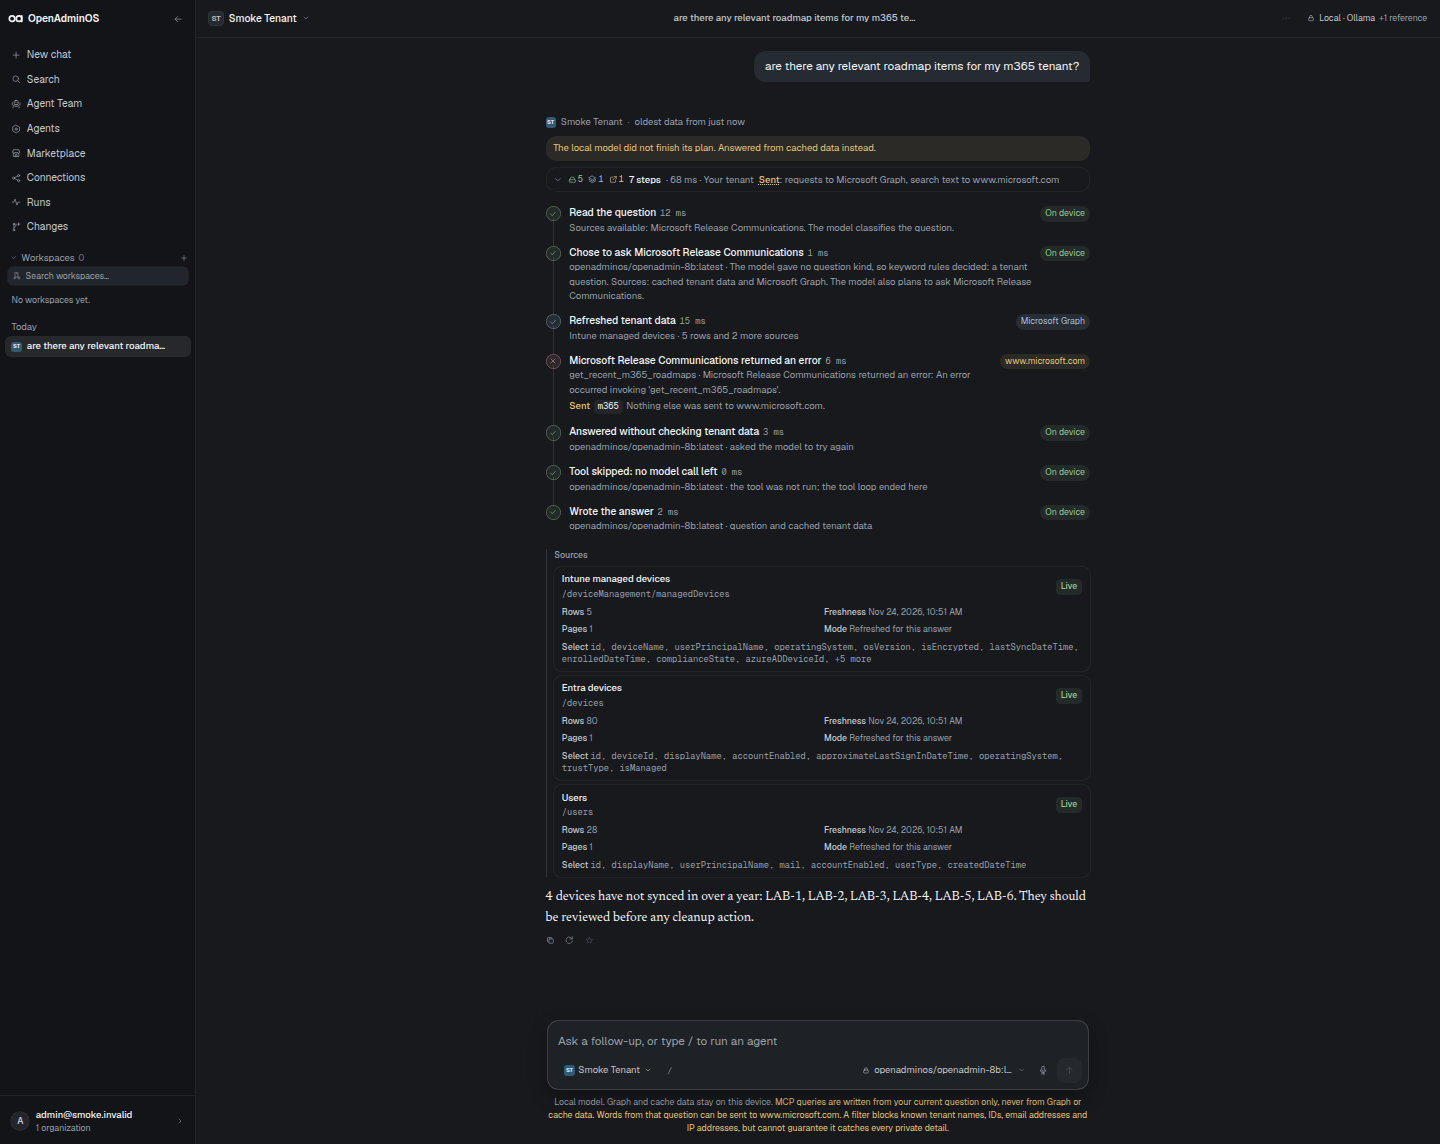 OpenAdminOS
New chat
Search
Agent Team
Agents
Marketplace
Connections
Runs
Changes
Workspaces 0
Search workspaces...
No workspaces yet.
Today
ST are there any relevant roadma...
A
admin@smoke.invalid
1 organization
ST Smoke Tenant
are there any relevant roadmap items for my m365 te...
Local · Ollama +1 reference
are there any relevant roadmap items for my m365 tenant?
ST Smoke Tenant · oldest data from just now
The local model did not finish its plan. Answered from cached data instead.
5 1 1 7 steps · 68 ms · Your tenant Sent: requests to Microsoft Graph, search text to www.microsoft.com
Read the question 12 ms On device
Sources available: Microsoft Release Communications. The model classifies the question.
Chose to ask Microsoft Release Communications 1 ms On device
openadminos/openadmin-8b:latest · The model gave no question kind, so keyword rules decided: a tenant
question. Sources: cached tenant data and Microsoft Graph. The model also plans to ask Microsoft Release
Communications.
Refreshed tenant data 15 ms Microsoft Graph
Intune managed devices · 5 rows and 2 more sources
Microsoft Release Communications returned an error 6 ms www.microsoft.com
get_recent_m365_roadmaps · Microsoft Release Communications returned an error: An error
occurred invoking 'get_recent_m365_roadmaps'.
Sent m365 Nothing else was sent to www.microsoft.com.
Answered without checking tenant data 3 ms On device
openadminos/openadmin-8b:latest · asked the model to try again
Tool skipped: no model call left 0 ms On device
openadminos/openadmin-8b:latest · the tool was not run; the tool loop ended here
Wrote the answer 2 ms On device
openadminos/openadmin-8b:latest · question and cached tenant data
Sources
Intune managed devices Live
/deviceManagement/managedDevices
Rows 5 Freshness Nov 24, 2026, 10:51 AM
Pages 1 Mode Refreshed for this answer
Select id, deviceName, userPrincipalName, operatingSystem, osVersion, isEncrypted, lastSyncDateTime,
enrolledDateTime, complianceState, azureADDeviceId, +5 more
Entra devices Live
/devices
Rows 80 Freshness Nov 24, 2026, 10:51 AM
Pages 1 Mode Refreshed for this answer
Select id, deviceId, displayName, accountEnabled, approximateLastSignInDateTime, operatingSystem,
trustType, isManaged
Users Live
/users
Rows 28 Freshness Nov 24, 2026, 10:51 AM
Pages 1 Mode Refreshed for this answer
Select id, displayName, userPrincipalName, mail, accountEnabled, userType, createdDateTime
4 devices have not synced in over a year: LAB-1, LAB-2, LAB-3, LAB-4, LAB-5, LAB-6. They should
be reviewed before any cleanup action.
Ask a follow-up, or type / to run an agent
ST Smoke Tenant / openadminos/openadmin-8b:l...
Local model. Graph and cache data stay on this device. MCP queries are written from your current question only, never from Graph or
cache data. Words from that question can be sent to www.microsoft.com. A filter blocks known tenant names, IDs, email addresses and
IP addresses, but cannot guarantee it catches every private detail.